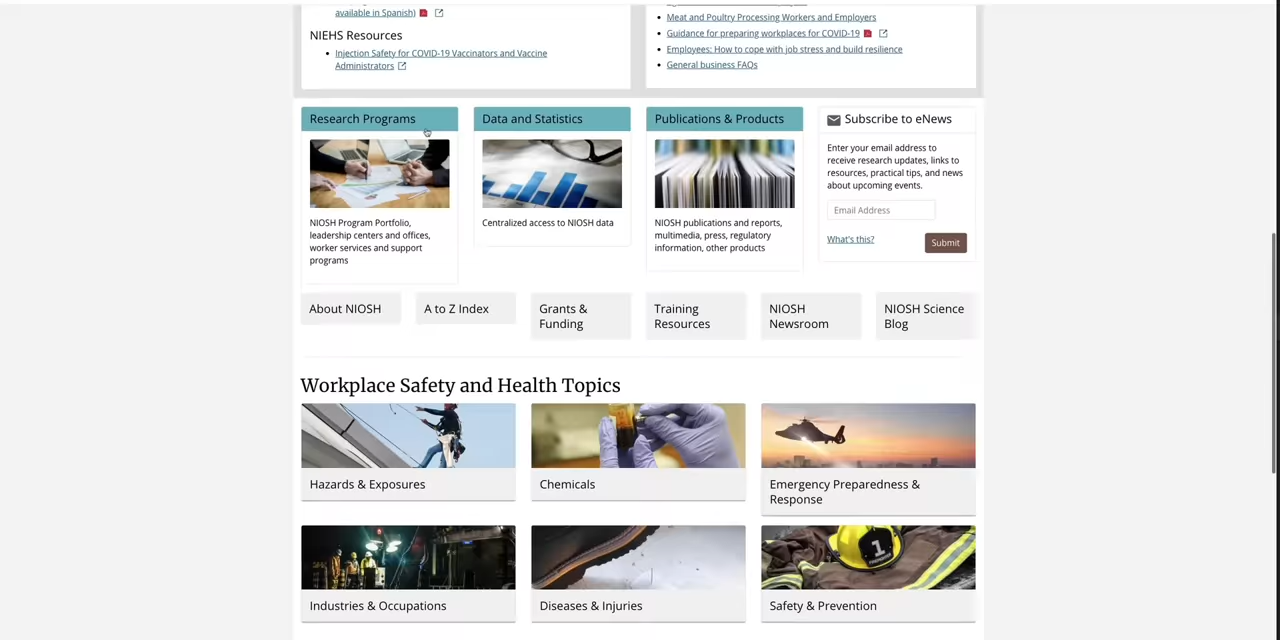 available in Spanish)
NIEHS Resources
Injection Safety for COVID-19 Vaccinators and Vaccine
Administrators
Meat and Poultry Processing Workers and Employers
Guidance for preparing workplaces for COVID-19
Employees: How to cope with job stress and build resilience
General business FAQs
Research Programs
NIOSH Program Portfolio,
leadership centers and offices,
worker services and support
programs
Data and Statistics
Centralized access to NIOSH data
Publications & Products
NIOSH publications and reports,
multimedia, press, regulatory
information, other products
Subscribe to eNews
Enter your email address to
receive research updates, links to
resources, practical tips, and news
about upcoming events.
Email Address
What's this?
Submit
About NIOSH
A to Z Index
Grants &
Funding
Training
Resources
NIOSH
Newsroom
NIOSH Science
Blog
Workplace Safety and Health Topics
Hazards & Exposures
Chemicals
Emergency Preparedness &
Response
Industries & Occupations
Diseases & Injuries
1
Safety & Prevention